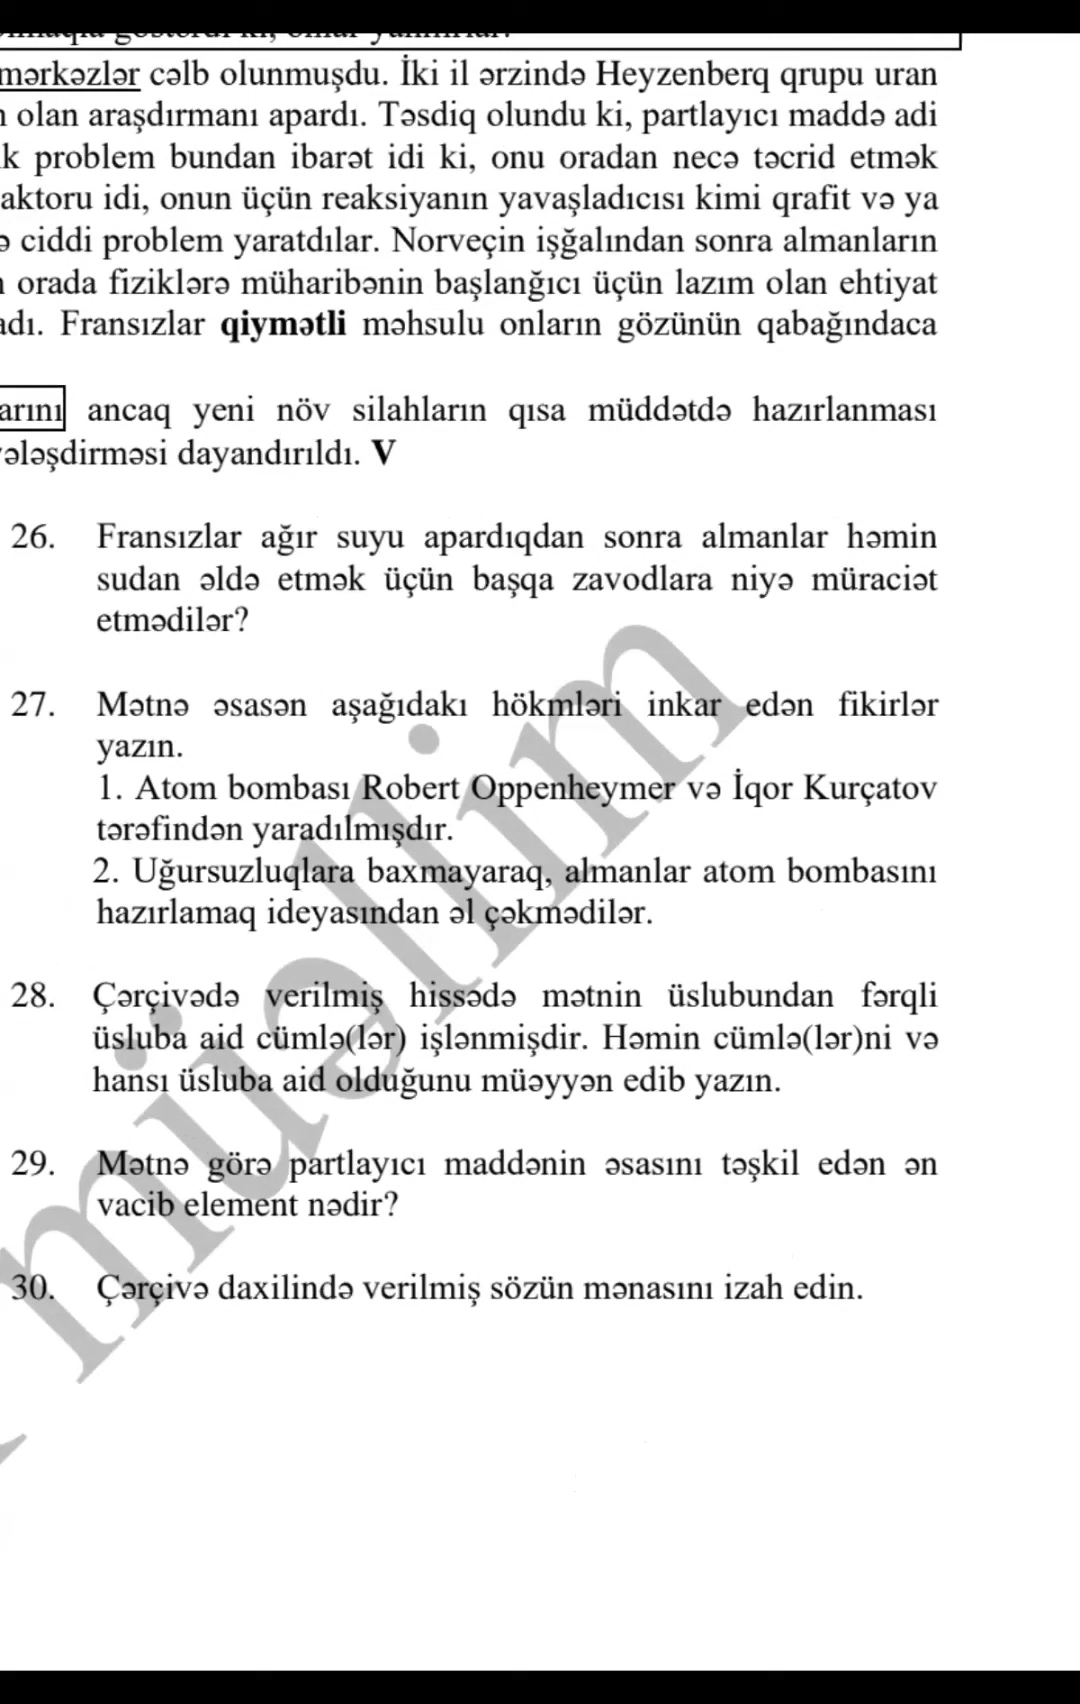 mərkəzlər cəlb olunmuşdu. İki il ərzində Heyzenberq qrupu uran
olan araşdırmanı apardı. Təsdiq olundu ki, partlayıcı maddə adi
k problem bundan ibarət idi ki, onu oradan necə təcrid etmək
aktoru idi, onun üçün reaksiyanın yavaşladıcısı kimi qrafit və ya
ə ciddi problem yaratdılar. Norveçin işğalından sonra almanların
orada fiziklərə müharibənin başlanğıcı üçün lazım olan ehtiyat
adı. Fransızlar qiymətli məhsulu onların gözünün qabağındaca
arını ancaq yeni növ silahların qısa müddətdə hazırlanması
ələşdirməsi dayandırıldı. V
26. Fransızlar ağır suyu apardıqdan sonra almanlar həmin
sudan əldə etmək üçün başqa zavodlara niyə müraciət
etmədilər?
27. Mətnə əsasən aşağıdakı hökmləri inkar edən fikirlər
yazın.
1. Atom bombası Robert Oppenheymer və İqor Kurçatov
tərəfindən yaradılmışdır.
2. Uğursuzluqlara baxmayaraq, almanlar atom bombasını
hazırlamaq ideyasından əl çəkmədilər.
28. Çərçivədə verilmiş hissədə mətnin üslubundan fərqli
üsluba aid cümlə(lər) işlənmişdir. Həmin cümlə(lər)ni və
hansı üsluba aid olduğunu müəyyən edib yazın.
29. Mətnə görə partlayıcı maddənin əsasını təşkil edən ən
vacib element nədir?
30. Çərçivə daxilində verilmiş sözün mənasını izah edin.
müəlim